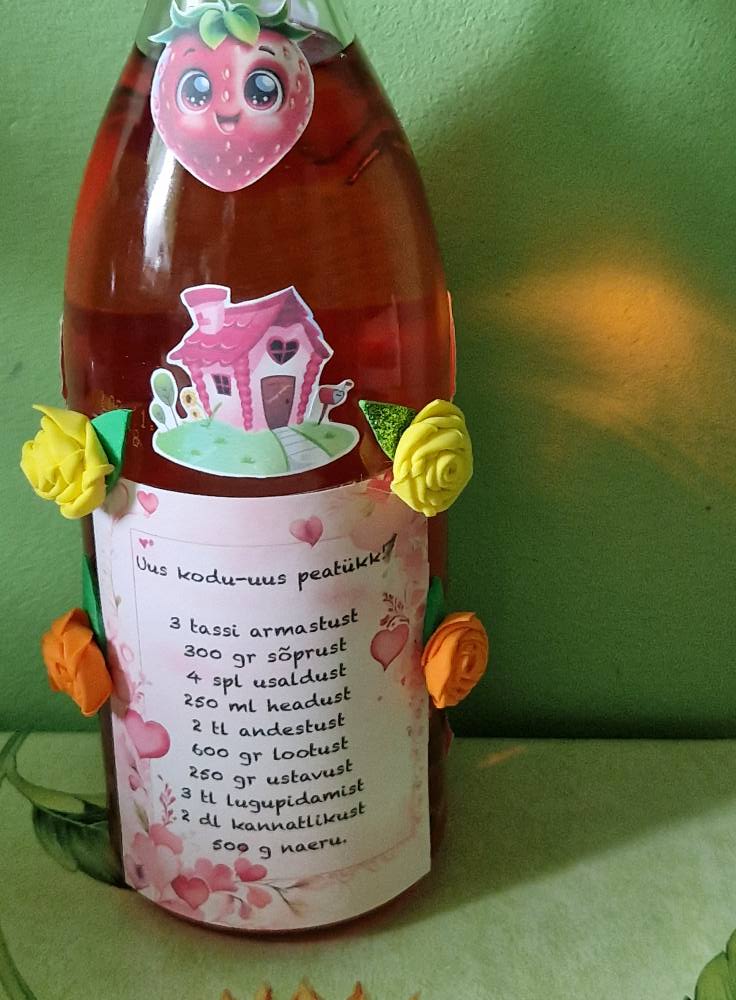 Uus kodu-uus peatükk!
3 tassi armastust
300 gr sõprust
4 spl usaldust
250 ml headust
2 tl andestust
600 gr lootust
250 gr ustavust
3 tl lugupidamist
2 dl kannatlikust
500 g naeru.